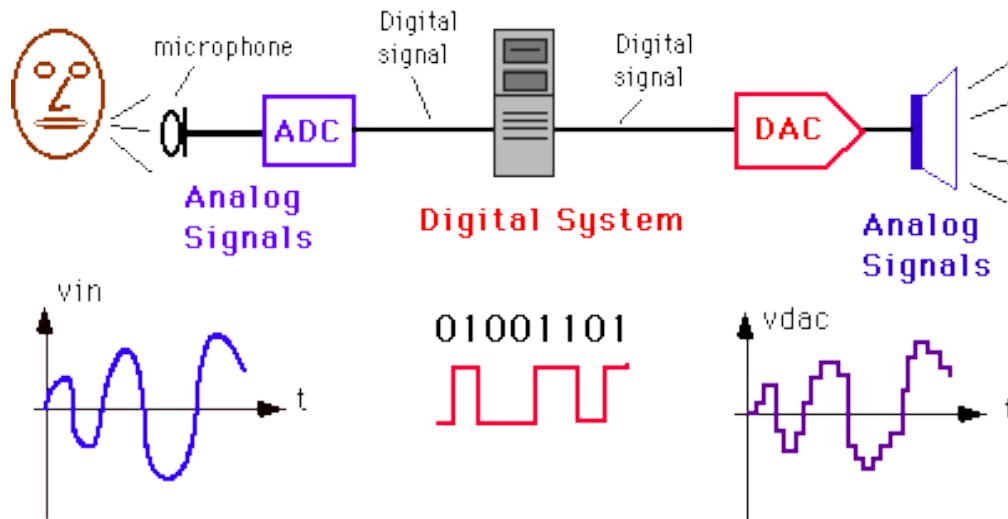 microphone
Digital
signal
Digital
signal
ADC
DAC
Analog
Signals
Digital System
Analog
Signals
vin
t
01001101
vdac
t